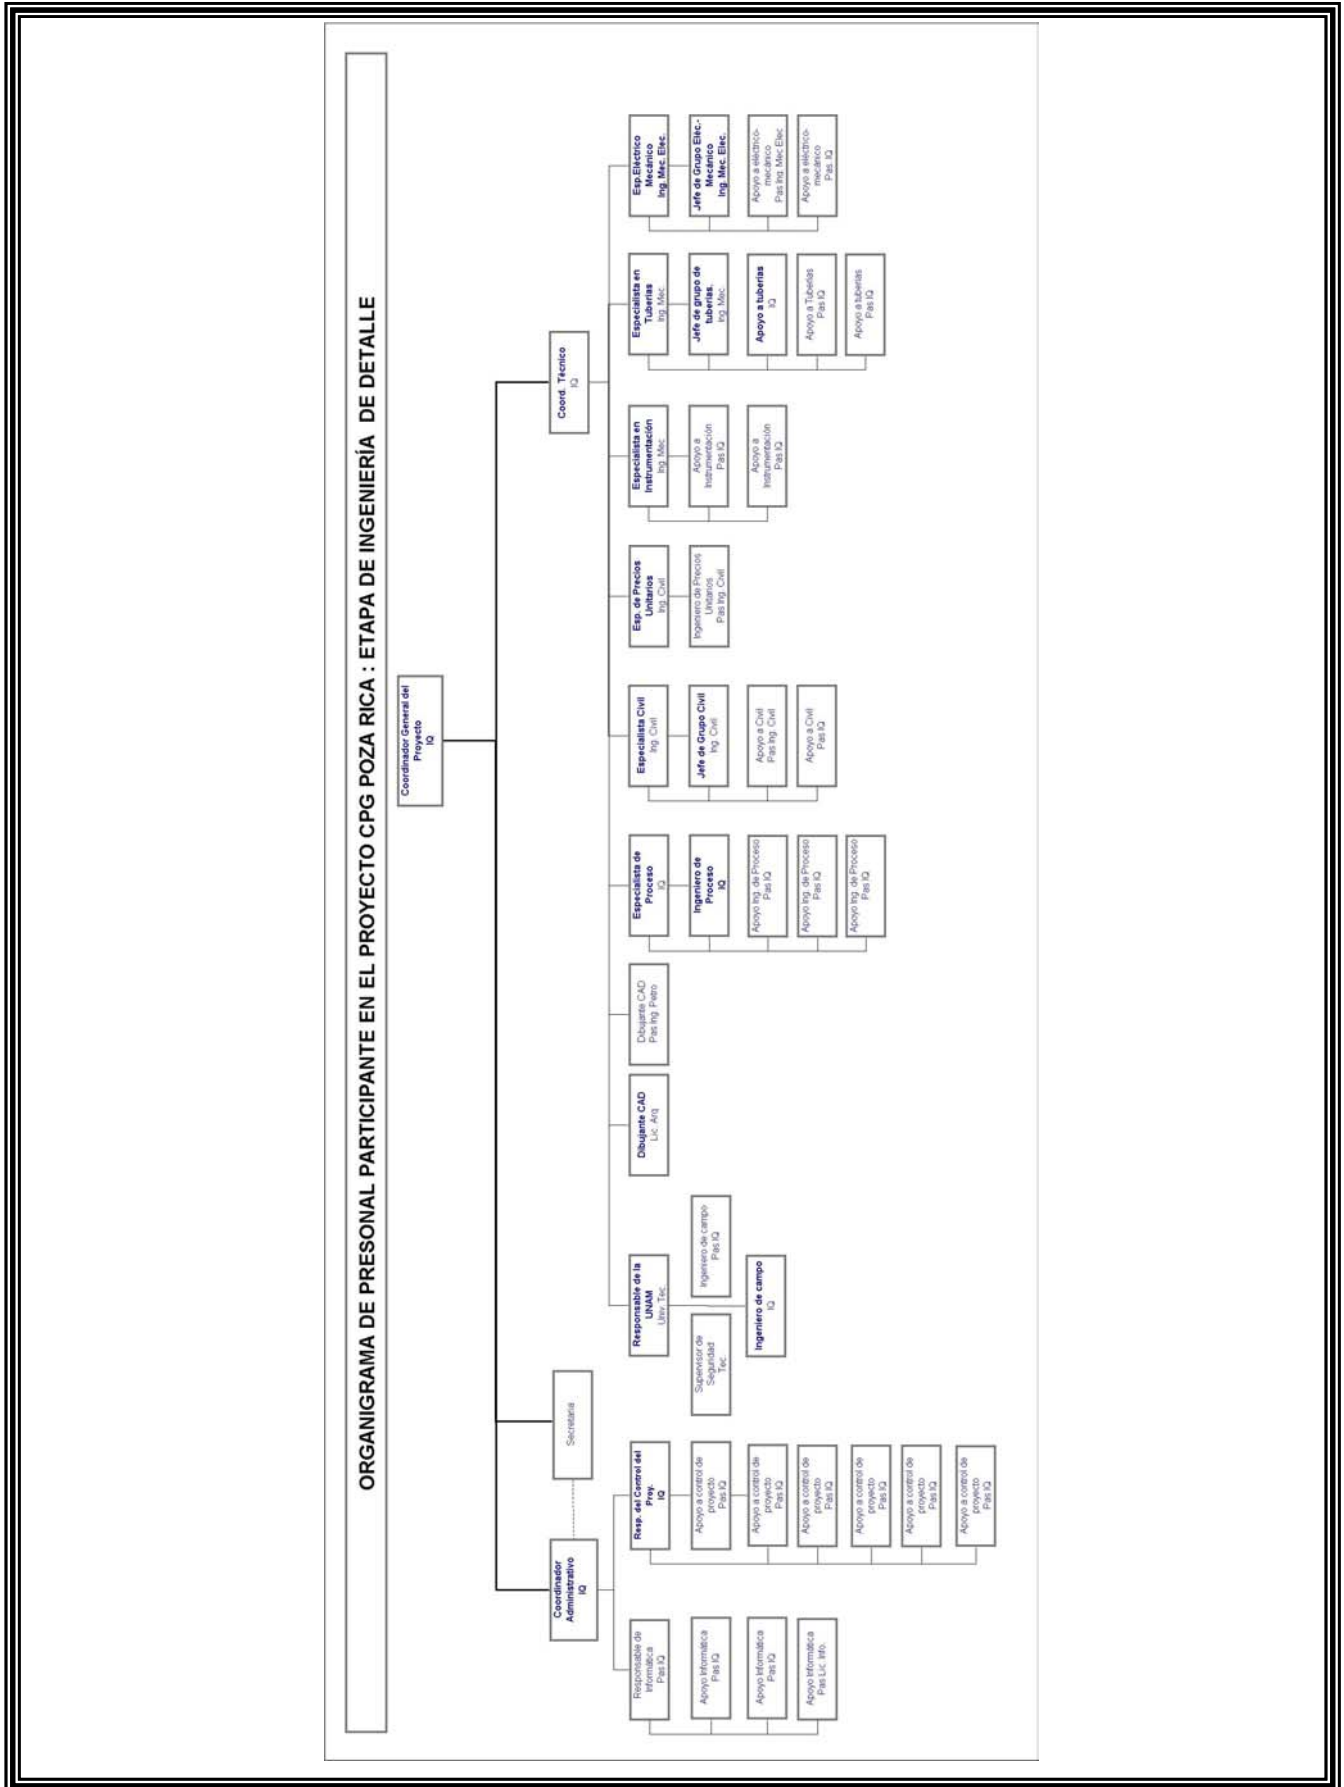 ORGANIGRAMA DE PRESONAL PARTICIPANTE EN EL PROYECTO CPG POZA RICA : ETAPA DE INGENIERÍA DE DETALLE
Coordinador General del
Proyecto
IQ
Coordinador
Administrativo
IQ
Secretaria
Coord. Técnico
IQ
Responsable de
Informática
Pas IQ
Apoyo Informática
Pas IQ
Apoyo Informática
Pas IQ
Apoyo Informática
Pas Lic. Info.
Resp. del Control del
Proy.
IQ
Apoyo a control de
proyecto
Pas IQ
Apoyo a control de
proyecto
Pas IQ
Apoyo a control de
proyecto
Pas IQ
Apoyo a control de
proyecto
Pas IQ
Apoyo a control de
proyecto
Pas IQ
Apoyo a control de
proyecto
Pas IQ
Responsable de la
UNAM
Univ. Tec.
Supervisor de
Seguridad
Tec.
Ingeniero de campo
Pas IQ
Ingeniero de campo
IQ
Dibujante CAD
Lic. Arq
Dibujante CAD
Pas Ing. Petro
Especialista de
Proceso
IQ
Ingeniero de
Proceso
IQ
Apoyo Ing. de Proceso
Pas IQ
Apoyo Ing. de Proceso
Pas IQ
Apoyo Ing. de Proceso
Pas IQ
Especialista Civil
Ing. Civil
Jefe de Grupo Civil
Ing. Civil
Apoyo a Civil
Pas Ing. Civil
Apoyo a Civil
Pas IQ
Esp. de Precios
Unitarios
Ing. Civil
Ingeniero de Precios
Unitarios
Pas Ing. Civil
Especialista en
Instrumentación
Ing. Mec
Apoyo a
Instrumentación
Pas IQ
Apoyo a
Instrumentación
Pas IQ
Especialista en
Tuberías
Ing. Mec
Jefe de grupo de
tuberías.
Ing. Mec.
Apoyo a tuberías
IQ
Apoyo a Tuberías
Pas IQ
Apoyo a tuberías
Pas IQ
Esp.Eléctrico
Mecánico
Ing. Mec. Elec.
Jefe de Grupo Eléc.-
Mecánico
Ing. Mec. Elec.
Apoyo a eléctrico-
mecánico
Pas Ing. Mec Elec
Apoyo a eléctrico-
mecánico
Pas. IQ